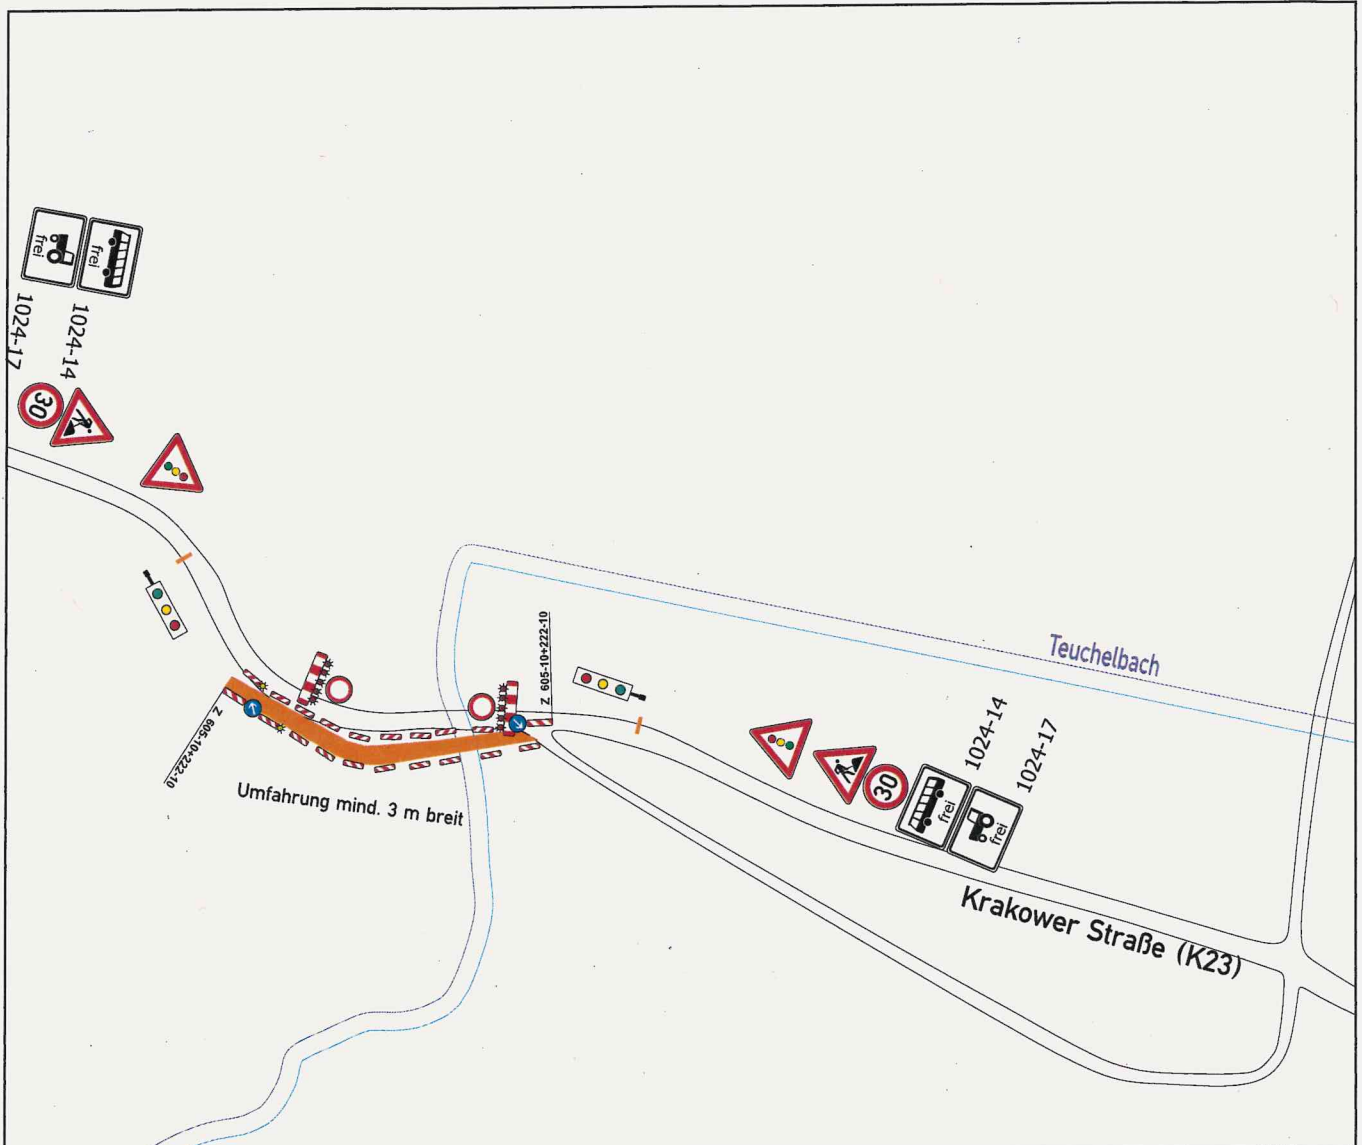 frei
frei
1024-17
1024-14
30
Z 605-10+222-10
Z 605-10+222-10
Umfahrung mind. 3 m breit
Teuchelbach
30
frei
frei
1024-14
1024-17
Krakower Straße (K23)